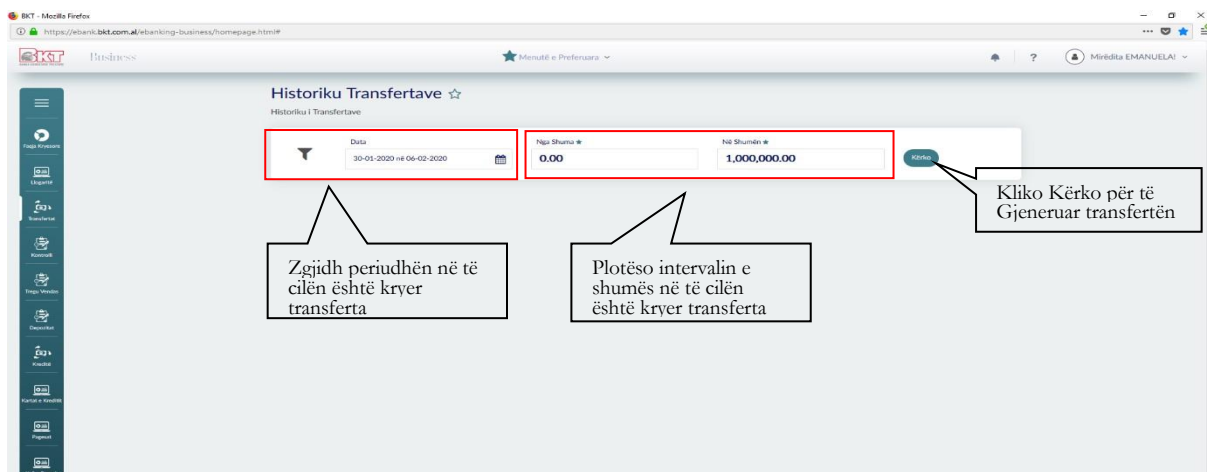 BKT - Mozilla Firefox
https://ebank.bkt.com.al/ebanking-business/homepage.html#
BKT Business Menutë e Preferuara ? Mirëdita EMANUELA!
Historiku Transfertave
Historiku i Transfertave
Faqja Kryesore
Llogaritë
Transfertat
Kontrolli
Tregu Vendas
Depozitat
Kreditë
Kartat e Kreditit
Pagesat
Data
30-01-2020 në 06-02-2020
Nga Shuma ★
0.00
Në Shumën ★
1,000,000.00
Kërko
Kliko Kërko për të
Gjeneruar transfertën
Zgjidh periudhën në të
cilën është kryer
transferta
Plotëso intervalin e
shumës në të cilën
është kryer transferta